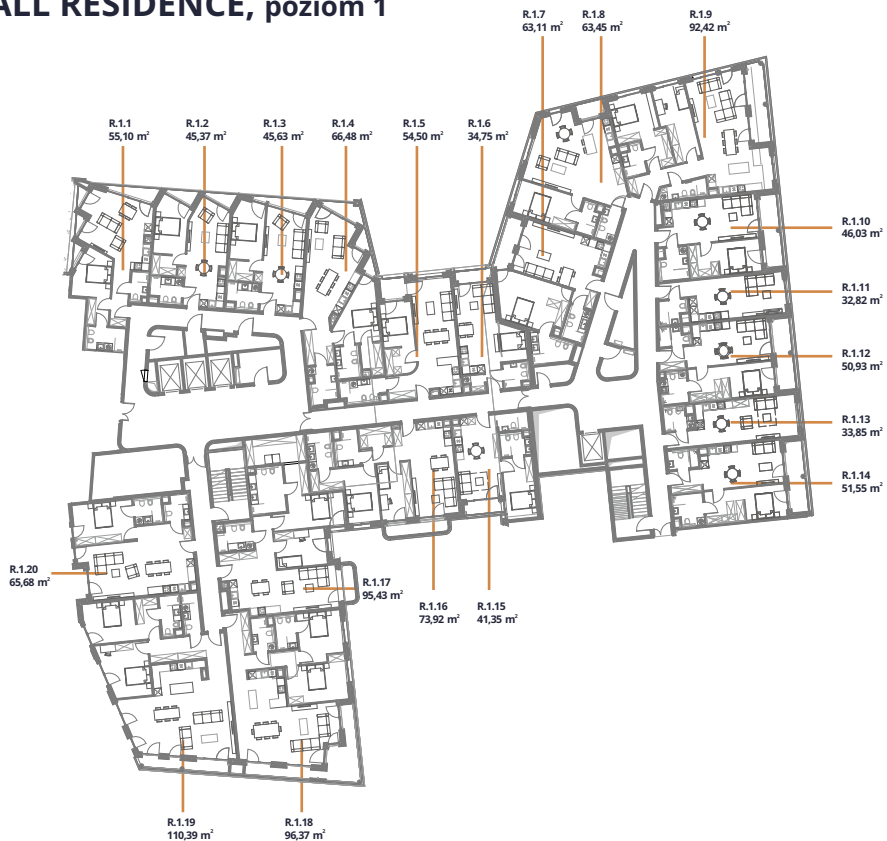 ALL RESIDENCE, poziom 1
R.1.7
63,11 m²
R.1.8
63,45 m²
R.1.9
92,42 m²
R.1.1
55,10 m²
R.1.2
45,37 m²
R.1.3
45,63 m²
R.1.4
66,48 m²
R.1.5
54,50 m²
R.1.6
34,75 m²
R.1.10
46,03 m²
R.1.11
32,82 m²
R.1.12
50,93 m²
R.1.13
33,85 m²
R.1.14
51,55 m²
R.1.20
65,68 m²
R.1.17
95,43 m²
R.1.16
73,92 m²
R.1.15
41,35 m²
R.1.19
110,39 m²
R.1.18
96,37 m²